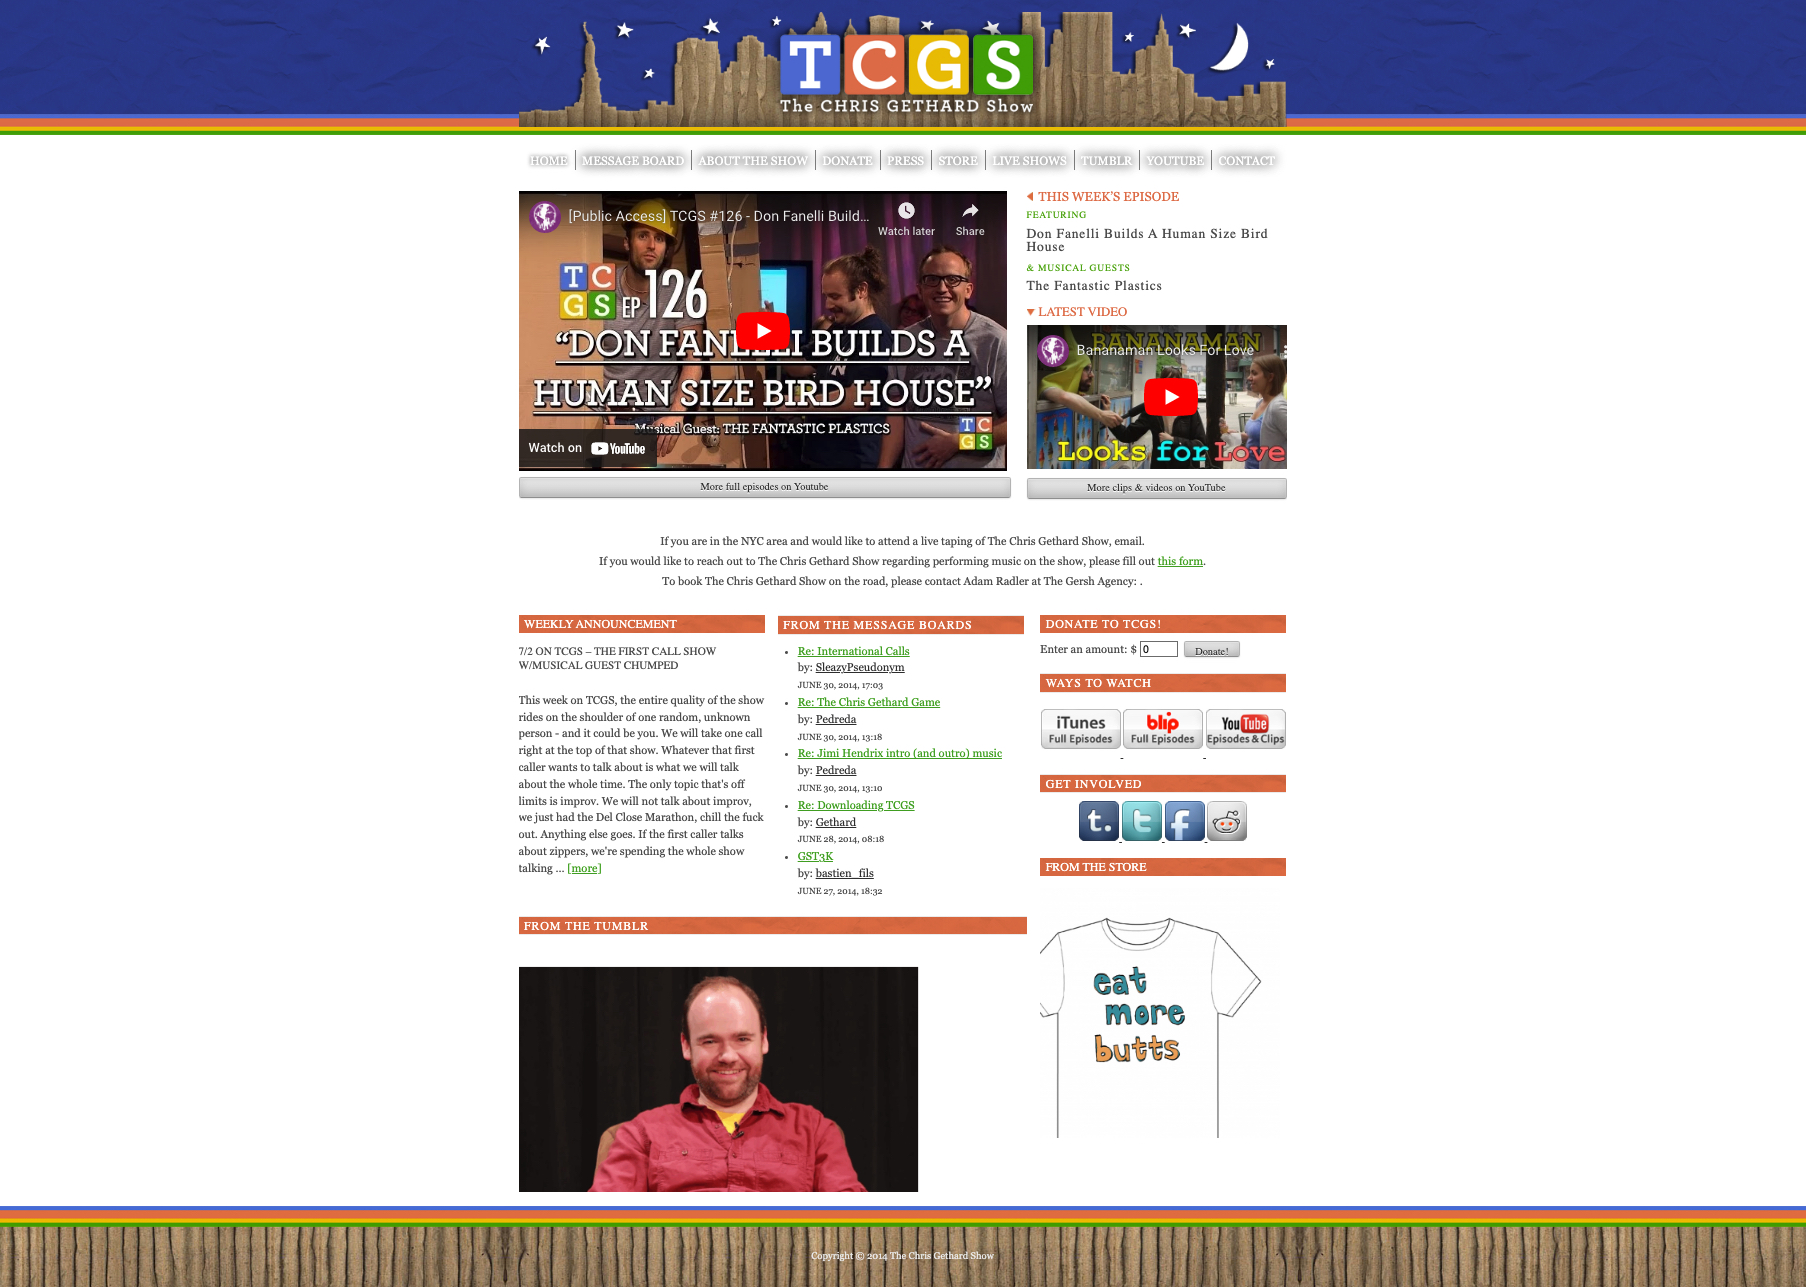 TCGS
The CHRIS GETHARD Show
HOME
MESSAGE BOARD
ABOUT THE SHOW
DONATE
PRESS
STORE
LIVE SHOWS
TUMBLR
YOUTUBE
CONTACT
[Public Access] TCGS #126 - Don Fanelli Build...
Watch later
Share
TC
GS EP 126
"DON FANELLI BUILDS A
HUMAN SIZE BIRD HOUSE"
Musical Guest: THE FANTASTIC PLASTICS
TC
GS
Watch on YouTube
More full episodes on Youtube
THIS WEEK'S EPISODE
FEATURING
Don Fanelli Builds A Human Size Bird
House
& MUSICAL GUESTS
The Fantastic Plastics
LATEST VIDEO
BANANAMAN
Bananaman Looks For Love
Looks for Love
More clips & videos on YouTube
If you are in the NYC area and would like to attend a live taping of The Chris Gethard Show, email.
If you would like to reach out to The Chris Gethard Show regarding performing music on the show, please fill out this form.
To book The Chris Gethard Show on the road, please contact Adam Radler at The Gersh Agency: .
WEEKLY ANNOUNCEMENT
7/2 ON TCGS – THE FIRST CALL SHOW
W/MUSICAL GUEST CHUMPED
This week on TCGS, the entire quality of the show
rides on the shoulder of one random, unknown
person - and it could be you. We will take one call
right at the top of that show. Whatever that first
caller wants to talk about is what we will talk
about the whole time. The only topic that's off
limits is improv. We will not talk about improv,
we just had the Del Close Marathon, chill the fuck
out. Anything else goes. If the first caller talks
about zippers, we're spending the whole show
talking ... [more]
FROM THE MESSAGE BOARDS
• Re: International Calls
by: SleazyPseudonym
JUNE 30, 2014, 17:03
• Re: The Chris Gethard Game
by: Pedreda
JUNE 30, 2014, 13:18
• Re: Jimi Hendrix intro (and outro) music
by: Pedreda
JUNE 30, 2014, 13:10
• Re: Downloading TCGS
by: Gethard
JUNE 28, 2014, 08:18
• GST3K
by: bastien_fils
JUNE 27, 2014, 18:32
DONATE TO TCGS!
Enter an amount: $ 0 Donate!
WAYS TO WATCH
iTunes
Full Episodes
blip
Full Episodes
YouTube
Episodes & Clips
GET INVOLVED
t.
t
f
FROM THE STORE
eat
more
butts
FROM THE TUMBLR
Copyright © 2014 The Chris Gethard Show